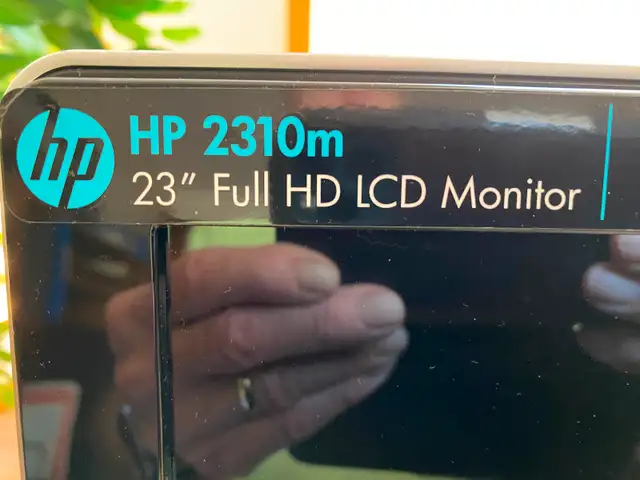 hp
HP 2310m
23" Full HD LCD Monitor